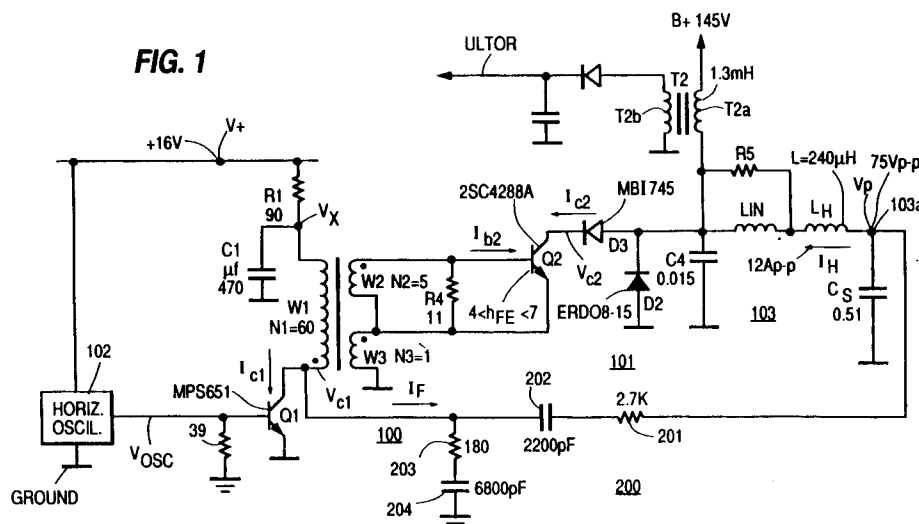 FIG. 1
B+ 145V
ULTOR
T2
1.3mH
T2b
T2a
V+
+16V
R5
L=240µH
75Vp-p
Vp
103a
2SC4288A
MBI 745
R1
90
VX
Ic2
LIN
LH
C1
µf
470
Ib2
Q2
D3
Vc2
C4
0.015
12Ap-p
IH
CS
0.51
W1
N1=60
W2
N2=5
R4
11
4<hFE<7
ERDO8-15
D2
103
W3
N3=1
101
102
Ic1
Vc1
IF
202
2.7K
MPS651
HORIZ.
OSCIL.
Q1
39
VOSC
100
2200pF
201
203
180
200
GROUND
204
6800pF